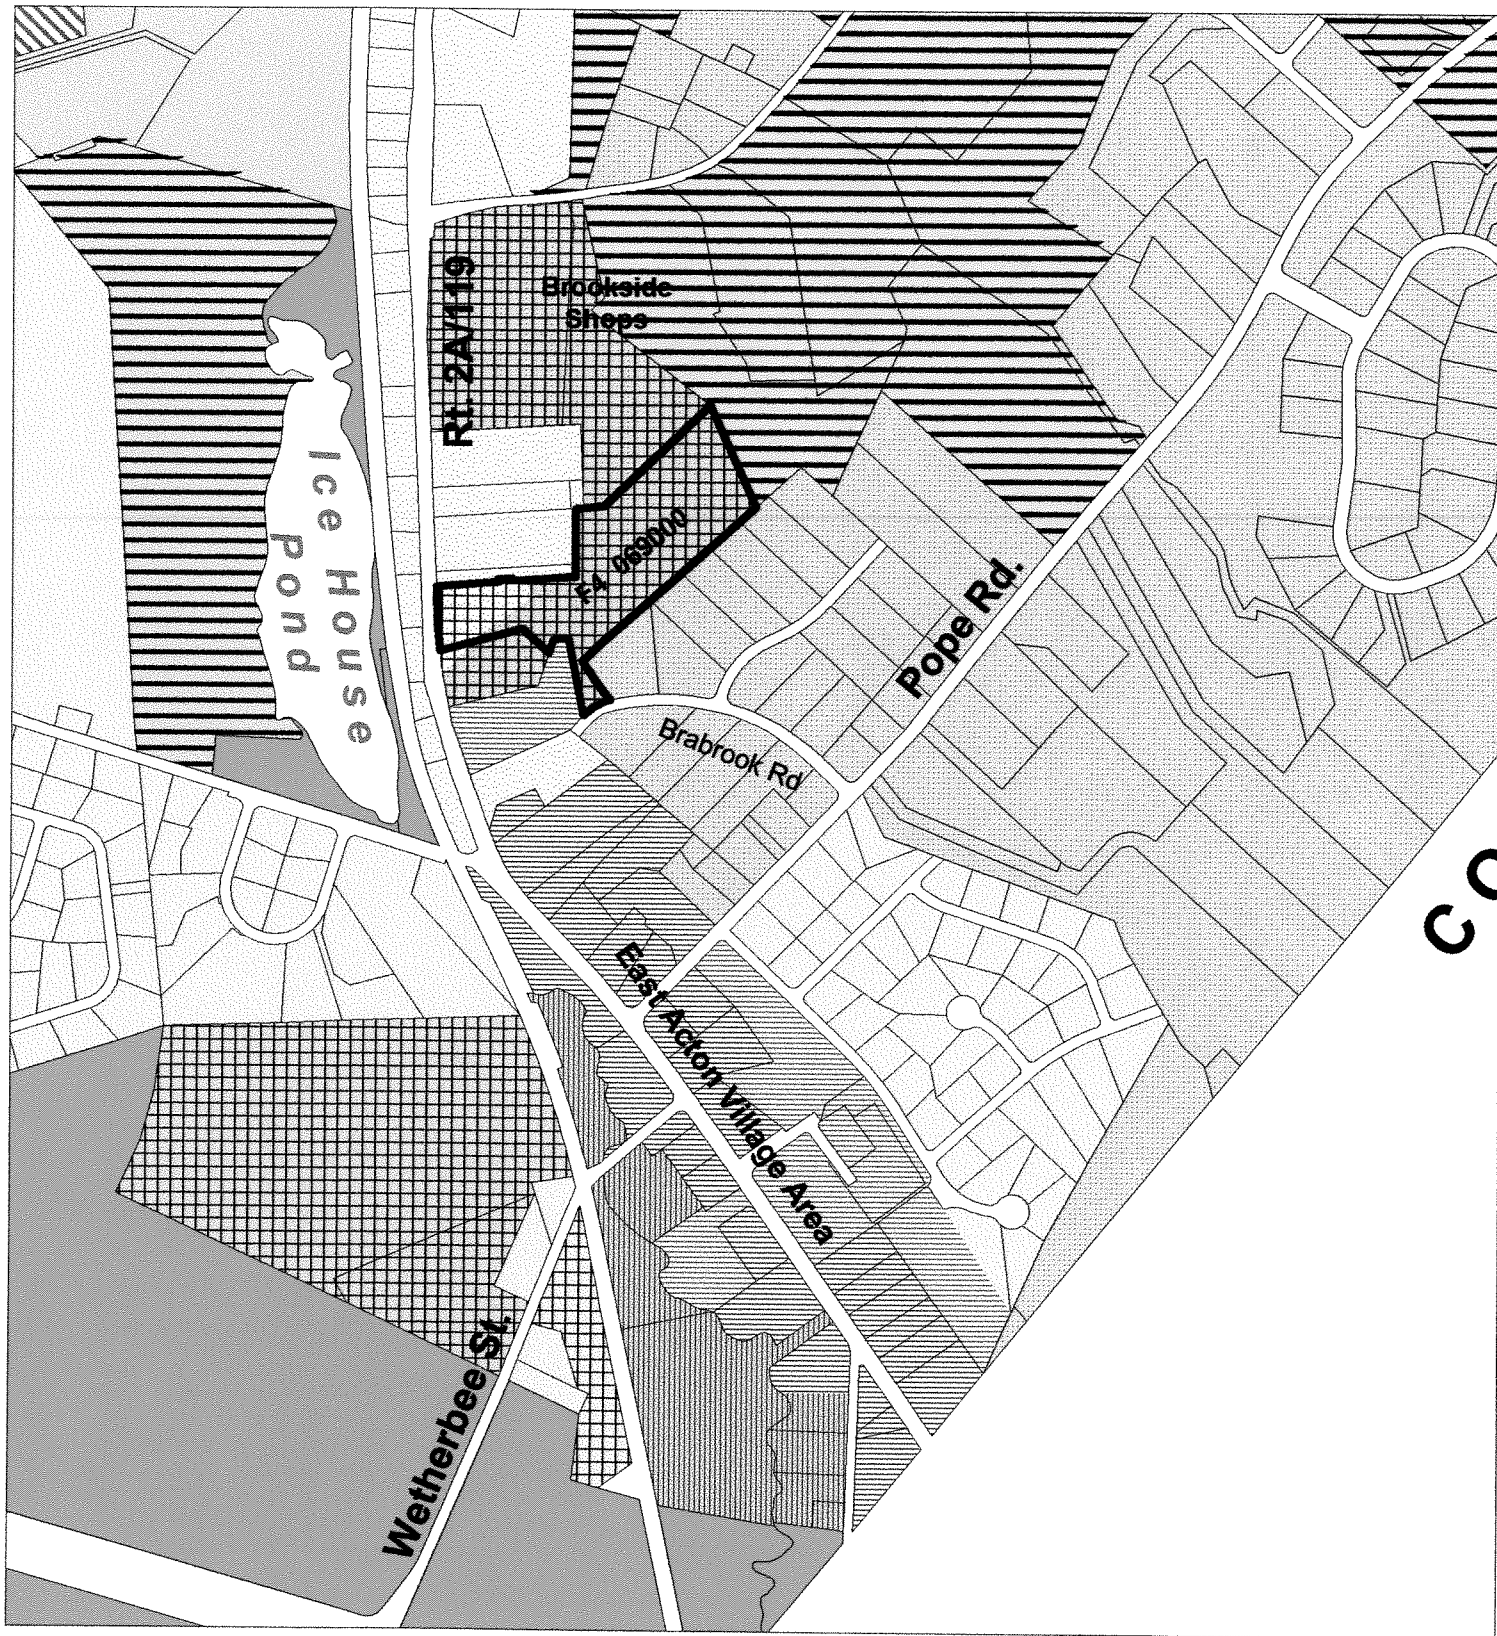 Rt. 2A/119
Brookside
Shops
Ice House
Pond
F4 069000
Pope Rd.
Brabrook Rd
East Acton Village Area
Wetherbee St.
CO